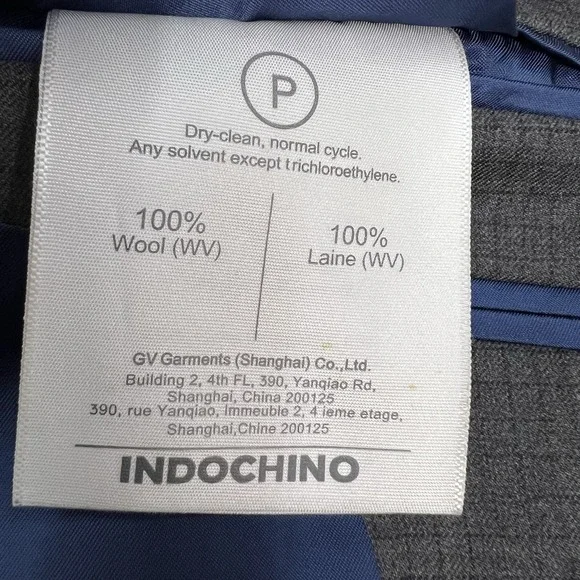 P
Dry-clean, normal cycle.
Any solvent except trichloroethylene.
100%
Wool (WV)
100%
Laine (WV)
GV Garments (Shanghai) Co.,Ltd.
Building 2, 4th FL, 390, Yanqiao Rd,
Shanghai, China 200125
390, rue Yanqiao, Immeuble 2, 4 ieme etage,
Shanghai,Chine 200125
INDOCHINO